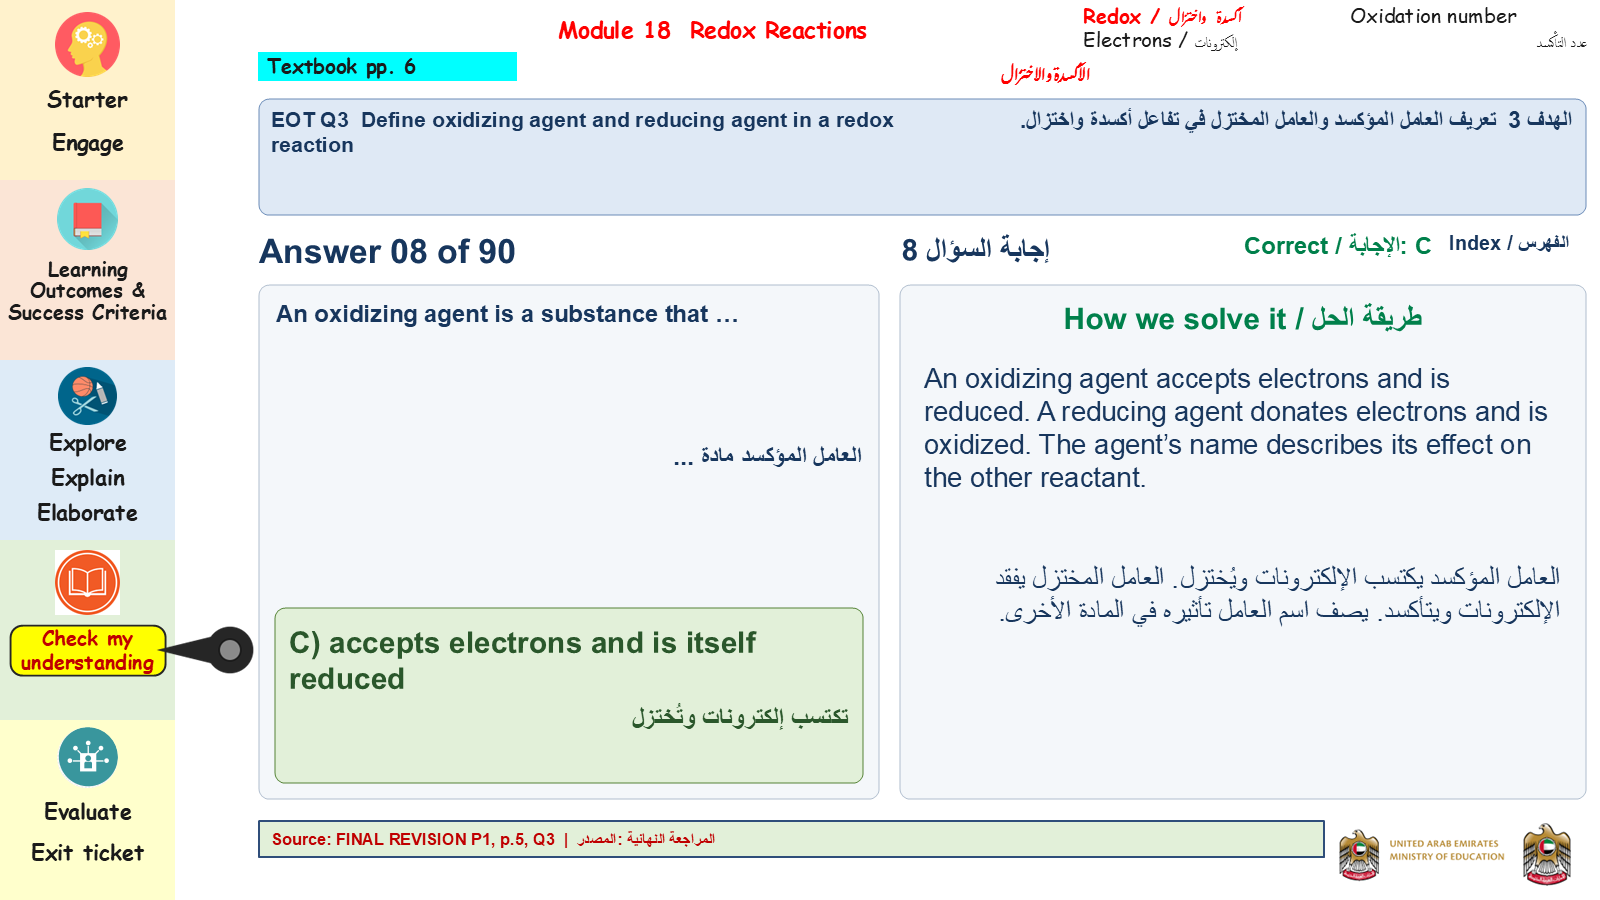 Starter
Engage
Learning
Outcomes &
Success Criteria
Explore
Explain
Elaborate
Check my
understanding
Evaluate
Exit ticket
Module 18  Redox Reactions
Redox / أكسدة واختزال
Electrons / إلكترونات
Oxidation number
عدد التأكسد
Textbook pp. 6
الأكسدة والاختزال
EOT Q3  Define oxidizing agent and reducing agent in a redox
reaction
الهدف 3  تعريف العامل المؤكسد والعامل المختزل في تفاعل أكسدة واختزال.
Answer 08 of 90
إجابة السؤال 8
Correct / الإجابة: C
Index / الفهرس
An oxidizing agent is a substance that …
العامل المؤكسد مادة ...
C) accepts electrons and is itself
reduced
تكتسب إلكترونات وتُختزل
How we solve it / طريقة الحل
An oxidizing agent accepts electrons and is
reduced. A reducing agent donates electrons and is
oxidized. The agent’s name describes its effect on
the other reactant.
العامل المؤكسد يكتسب الإلكترونات ويُختزل. العامل المختزل يفقد
الإلكترونات ويتأكسد. يصف اسم العامل تأثيره في المادة الأخرى.
Source: FINAL REVISION P1, p.5, Q3  |  المراجعة النهائية :المصدر
UNITED ARAB EMIRATES
MINISTRY OF EDUCATION